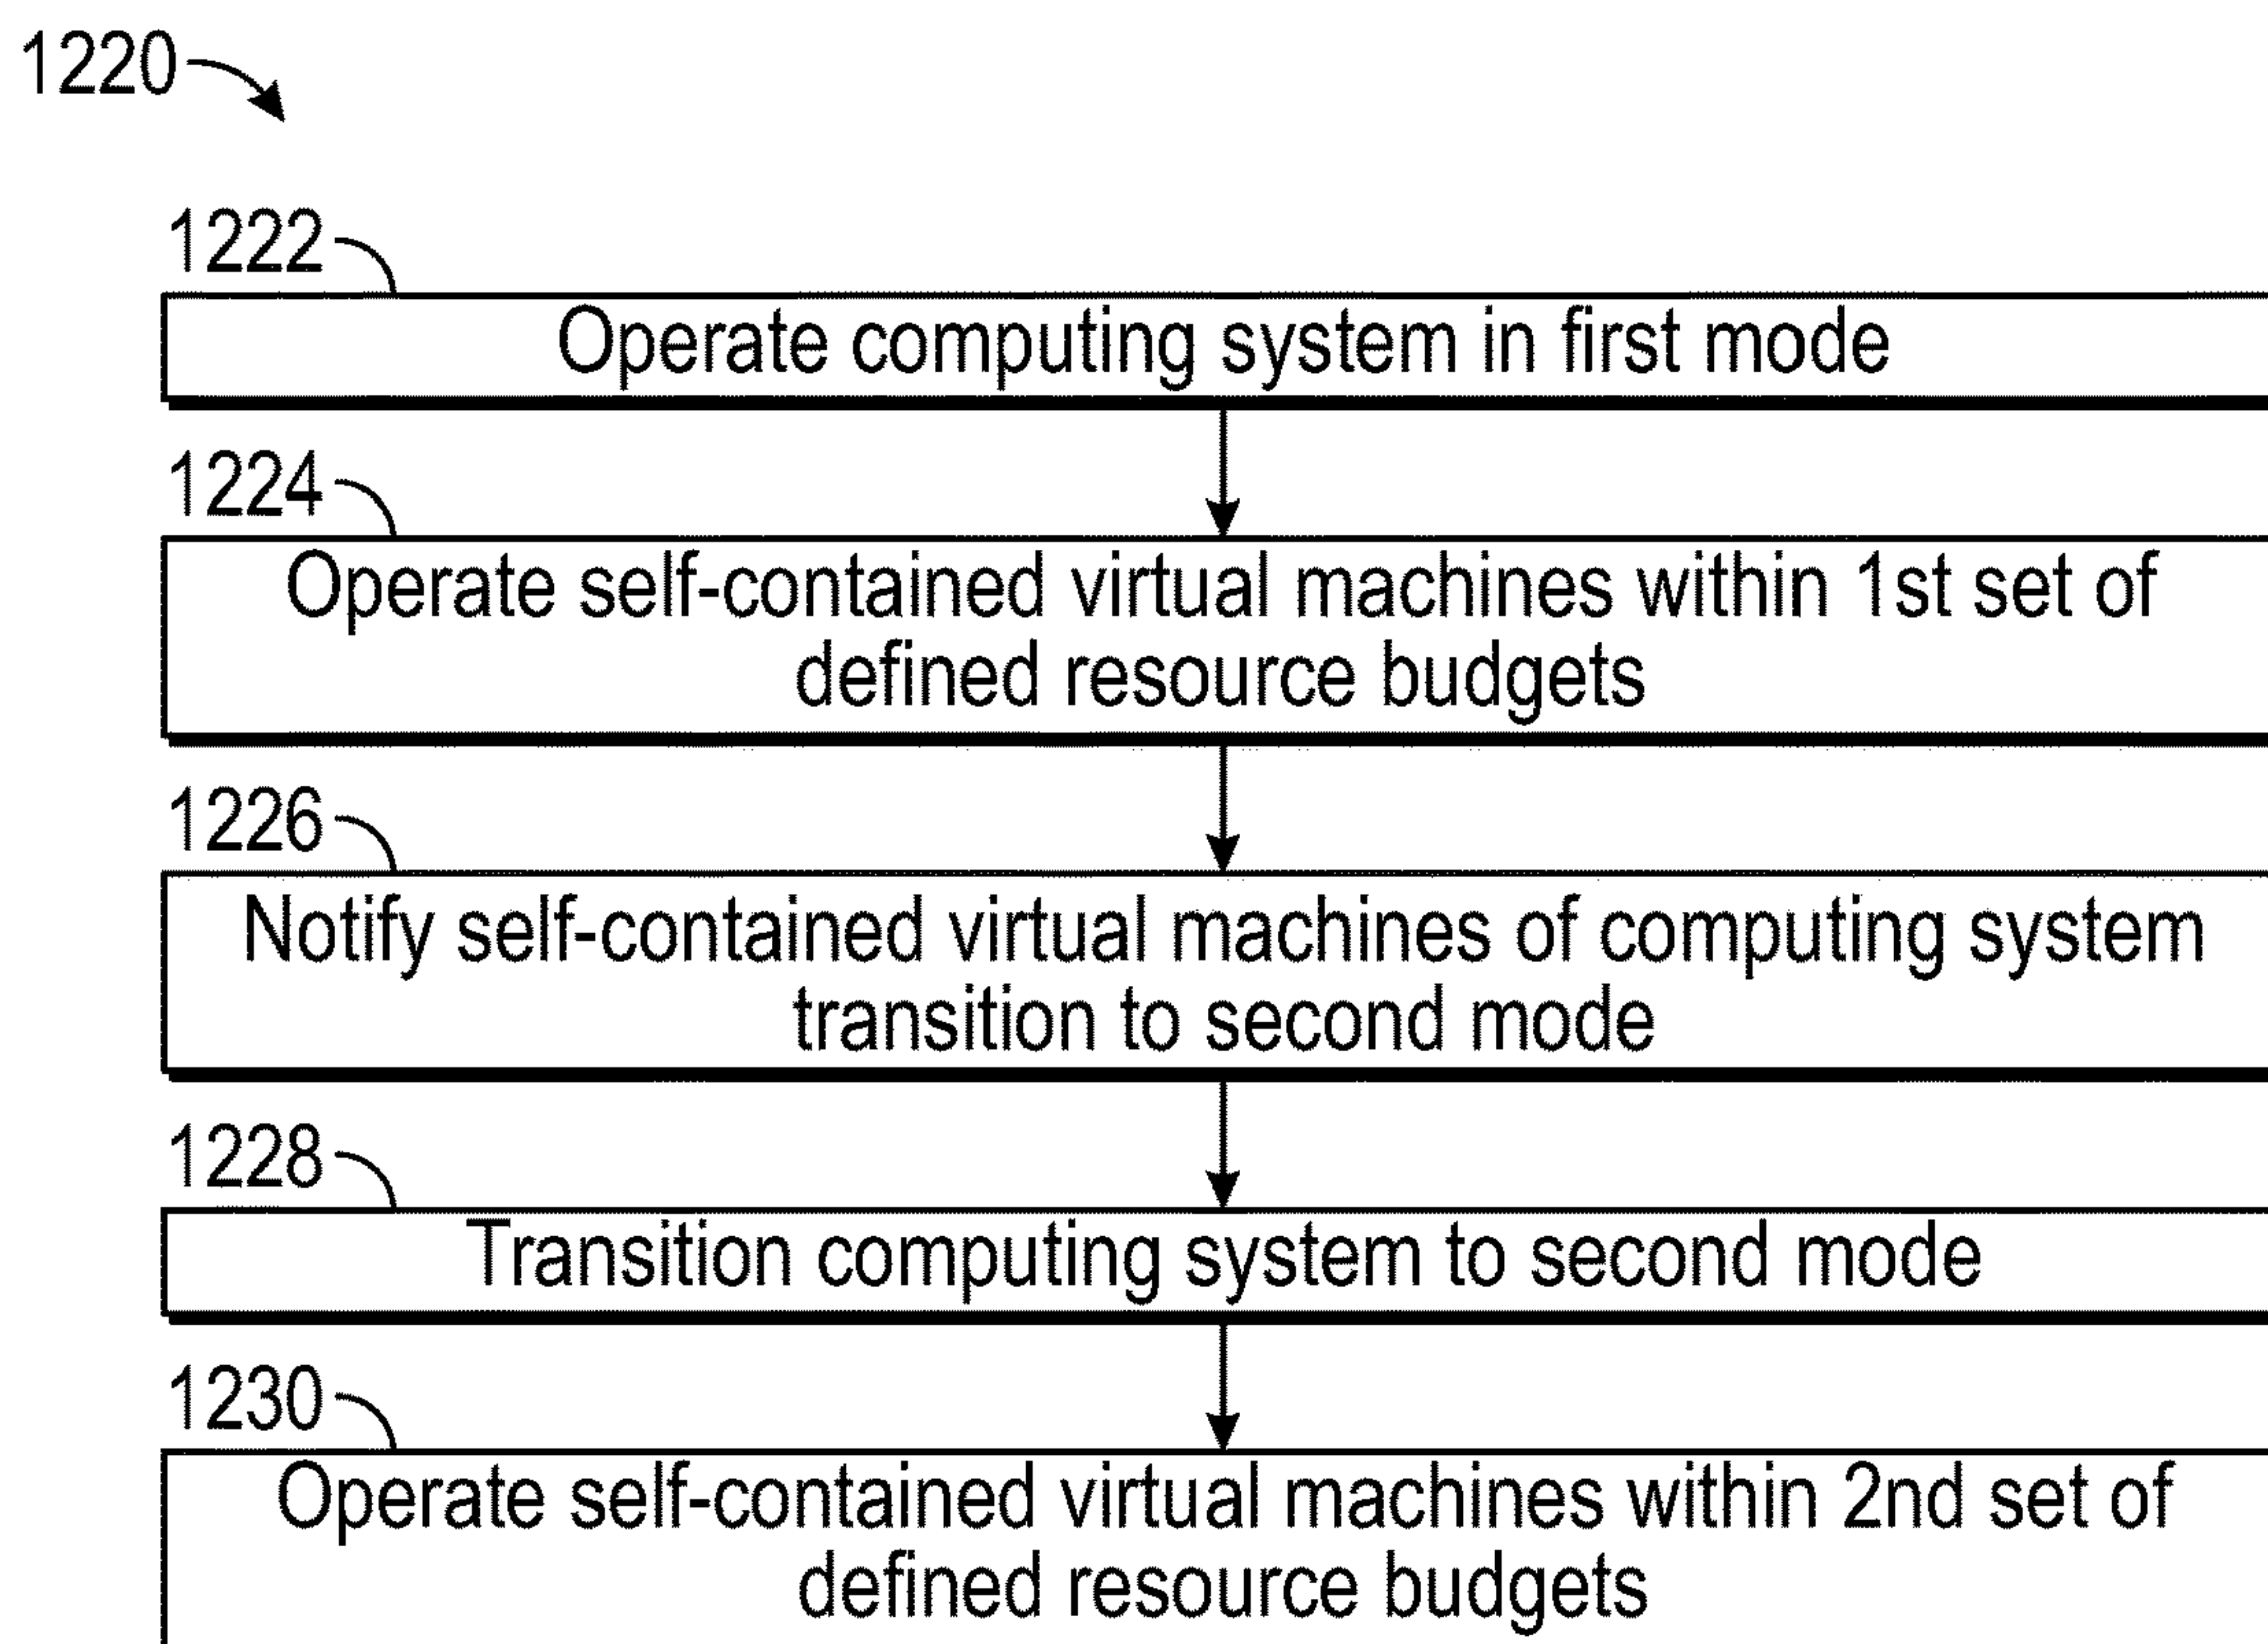 1220
1222
Operate computing system in first mode
1224
Operate self-contained virtual machines within 1st set of
defined resource budgets
1226
Notify self-contained virtual machines of computing system
transition to second mode
1228
Transition computing system to second mode
1230
Operate self-contained virtual machines within 2nd set of
defined resource budgets